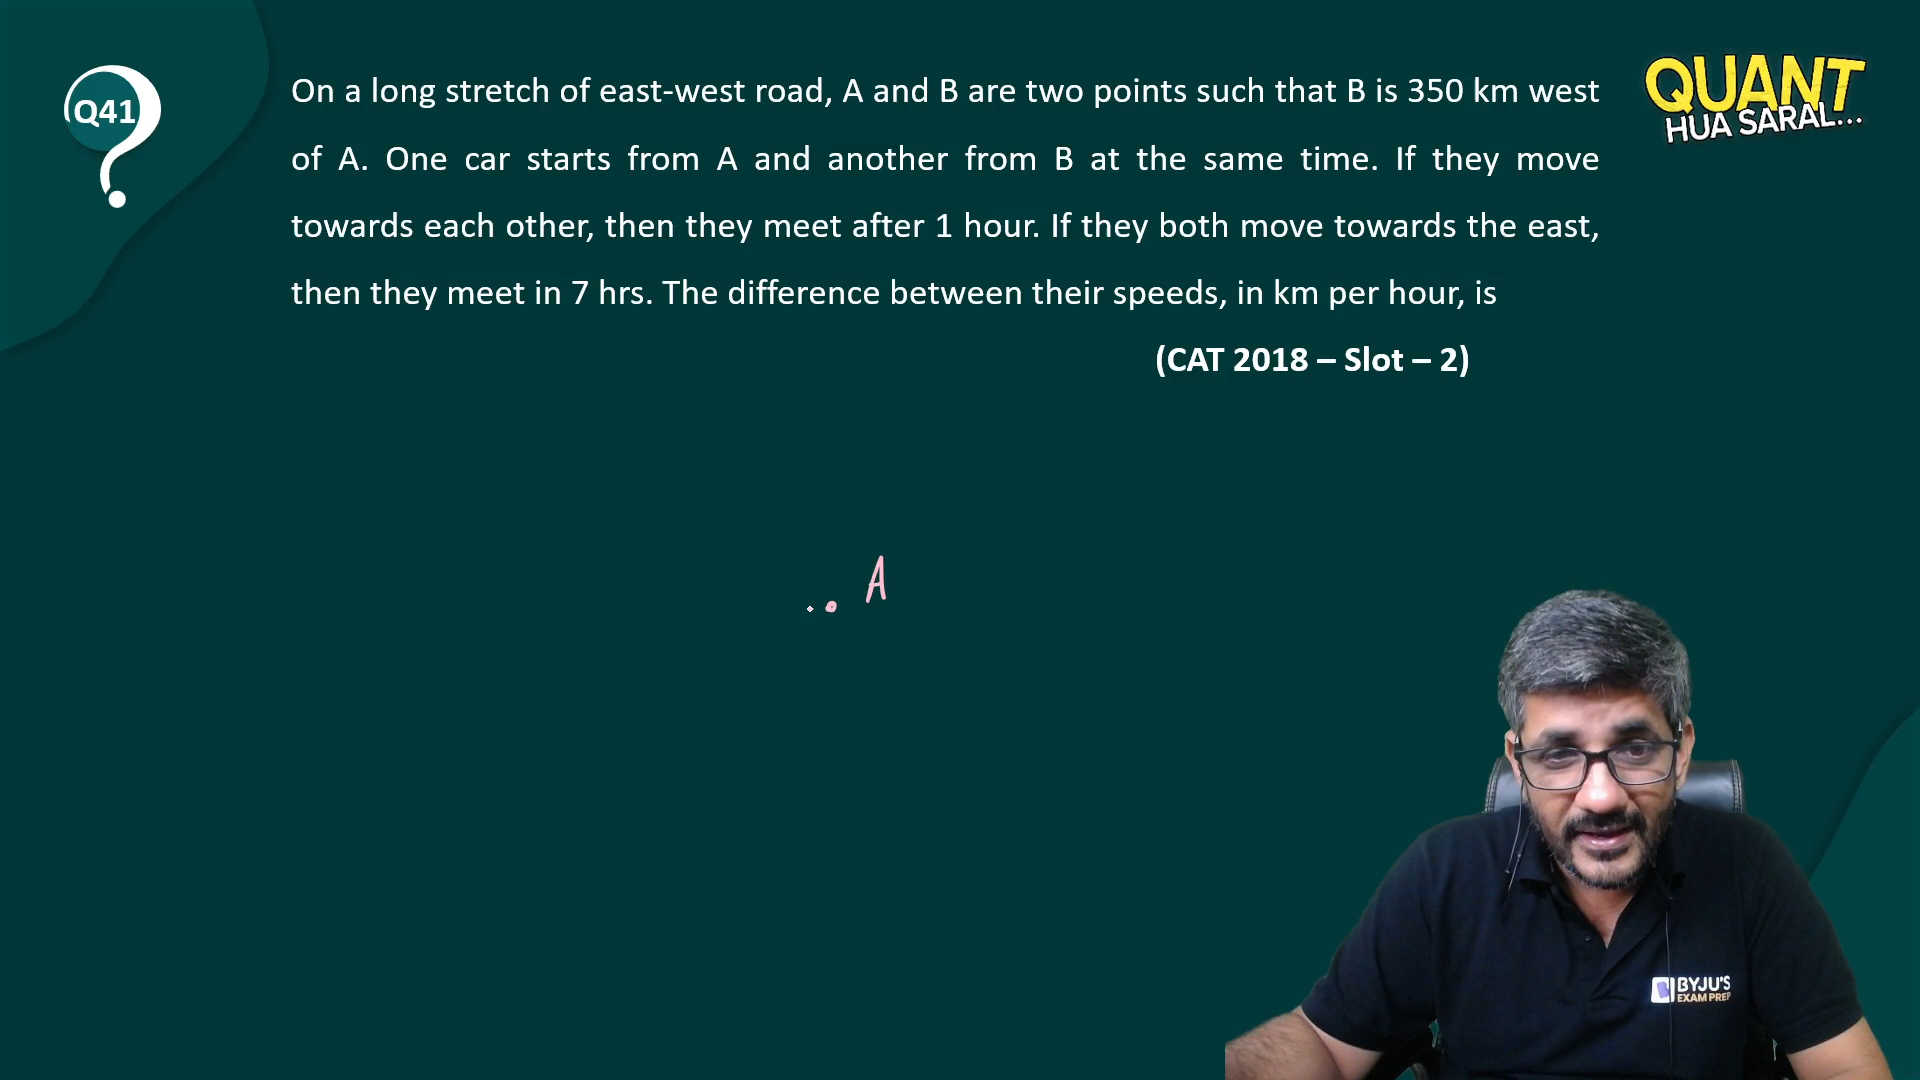 Q41
On a long stretch of east-west road, A and B are two points such that B is 350 km west
of A. One car starts from A and another from B at the same time. If they move
towards each other, then they meet after 1 hour. If they both move towards the east,
then they meet in 7 hrs. The difference between their speeds, in km per hour, is
(CAT 2018 – Slot – 2)
QUANT
HUA SARAL...
A
BYJU'S
EXAM PREP